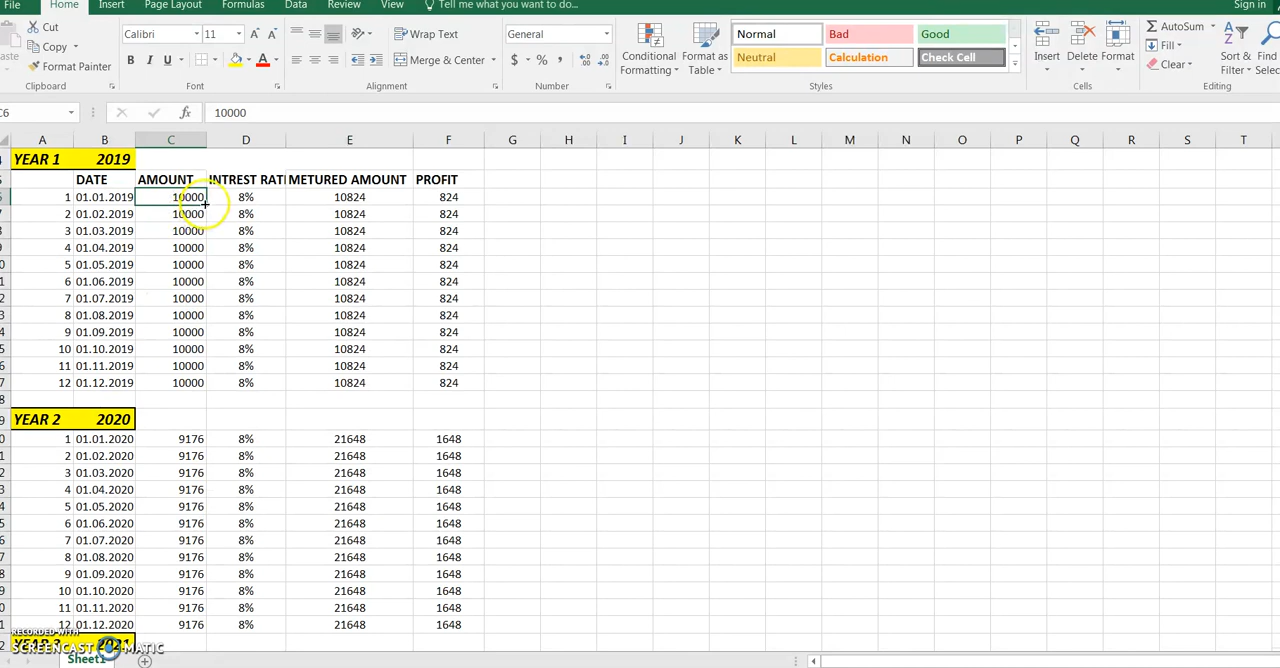 File Home Insert Page Layout Formulas Data Review View Tell me what you want to do... Sign in
Cut
Copy
Format Painter
Clipboard
Calibri 11
B I U
Font
Wrap Text
Merge & Center
Alignment
General
$ % ,
Number
Conditional Formatting
Format as Table
Normal Bad Good
Neutral Calculation Check Cell
Styles
Insert Delete Format
Cells
AutoSum
Fill
Clear
Sort & Filter
Find
Editing
10000
A B C D E F G H I J K L M N O P Q R S T
YEAR 1 2019
DATE AMOUNT INTREST RATE METURED AMOUNT PROFIT
1 01.01.2019 10000 8% 10824 824
2 01.02.2019 10000 8% 10824 824
3 01.03.2019 10000 8% 10824 824
4 01.04.2019 10000 8% 10824 824
5 01.05.2019 10000 8% 10824 824
6 01.06.2019 10000 8% 10824 824
7 01.07.2019 10000 8% 10824 824
8 01.08.2019 10000 8% 10824 824
9 01.09.2019 10000 8% 10824 824
10 01.10.2019 10000 8% 10824 824
11 01.11.2019 10000 8% 10824 824
12 01.12.2019 10000 8% 10824 824
YEAR 2 2020
1 01.01.2020 9176 8% 21648 1648
2 01.02.2020 9176 8% 21648 1648
3 01.03.2020 9176 8% 21648 1648
4 01.04.2020 9176 8% 21648 1648
5 01.05.2020 9176 8% 21648 1648
6 01.06.2020 9176 8% 21648 1648
7 01.07.2020 9176 8% 21648 1648
8 01.08.2020 9176 8% 21648 1648
9 01.09.2020 9176 8% 21648 1648
10 01.10.2020 9176 8% 21648 1648
11 01.11.2020 9176 8% 21648 1648
12 01.12.2020 9176 8% 21648 1648
YEAR 3 2021
RECORDED WITH
SCREENCAST MATIC
Sheet1